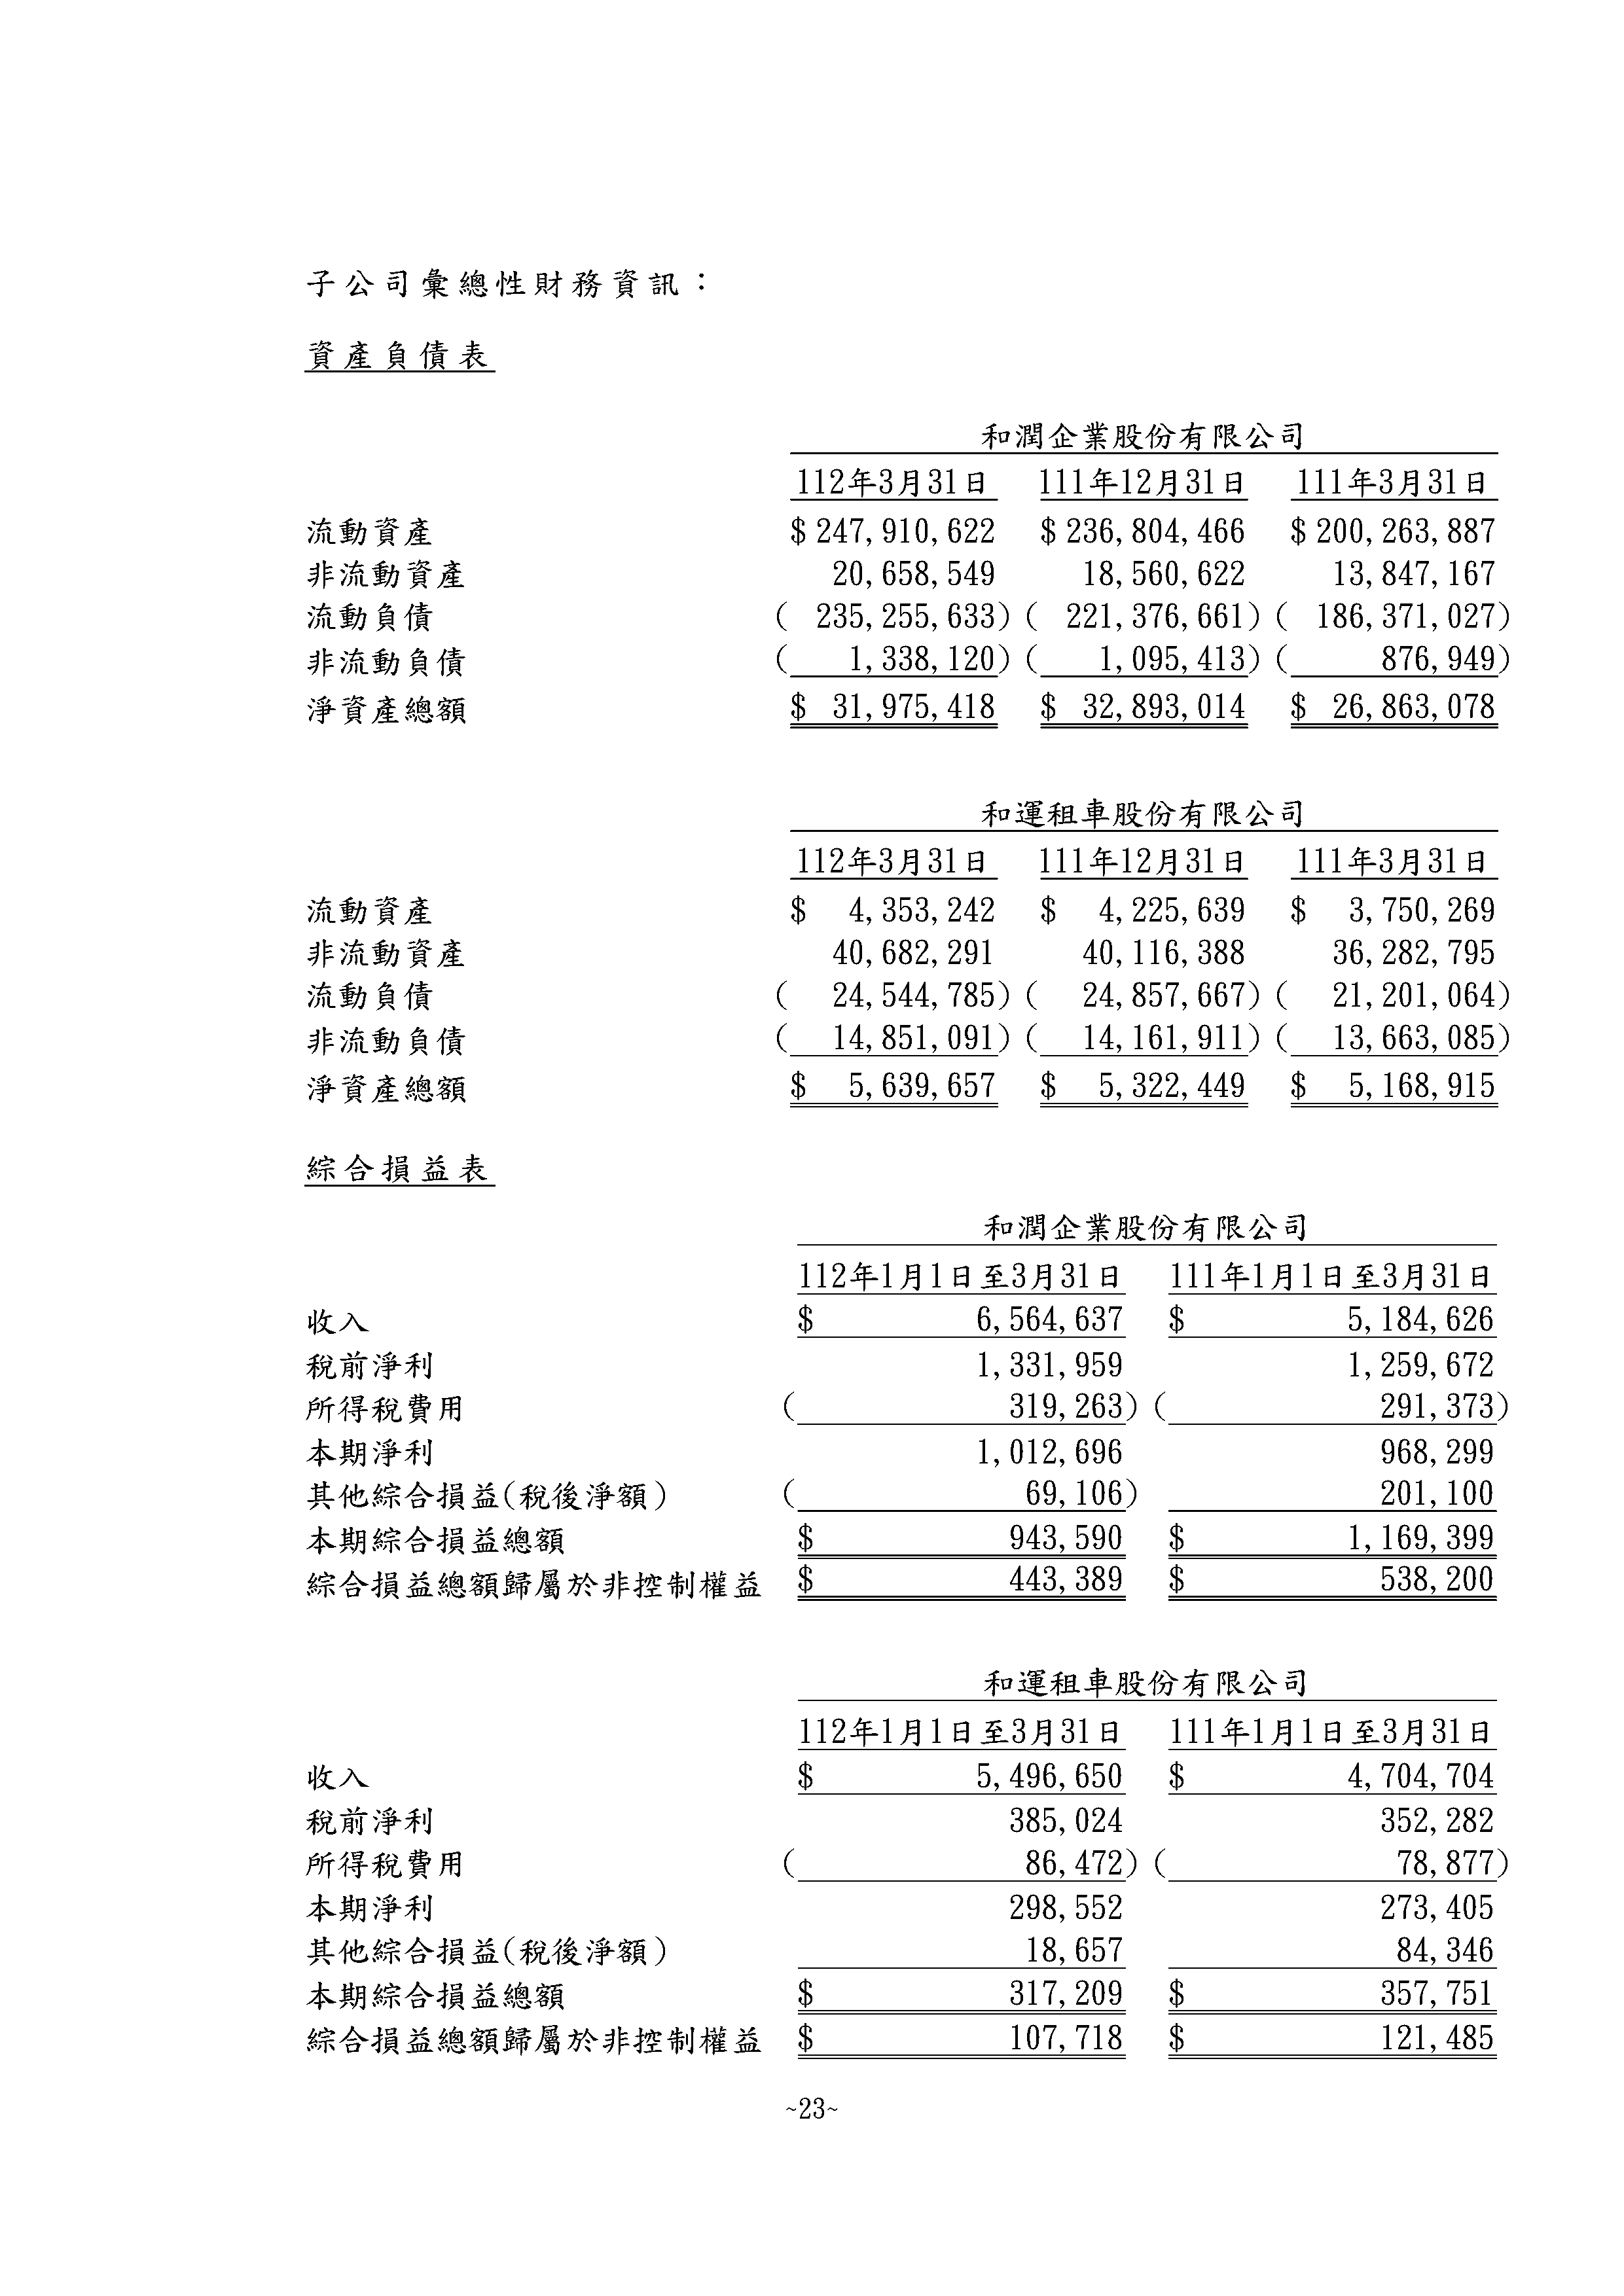 子公司彙總性財務資訊：
資產負債表
和潤企業股份有限公司
112年3月31日 111年12月31日 111年3月31日
流動資產 $ 247,910,622 $ 236,804,466 $ 200,263,887
非流動資產 20,658,549 18,560,622 13,847,167
流動負債 ( 235,255,633) ( 221,376,661) ( 186,371,027)
非流動負債 ( 1,338,120) ( 1,095,413) ( 876,949)
淨資產總額 $ 31,975,418 $ 32,893,014 $ 26,863,078
和運租車股份有限公司
112年3月31日 111年12月31日 111年3月31日
流動資產 $ 4,353,242 $ 4,225,639 $ 3,750,269
非流動資產 40,682,291 40,116,388 36,282,795
流動負債 ( 24,544,785) ( 24,857,667) ( 21,201,064)
非流動負債 ( 14,851,091) ( 14,161,911) ( 13,663,085)
淨資產總額 $ 5,639,657 $ 5,322,449 $ 5,168,915
綜合損益表
和潤企業股份有限公司
112年1月1日至3月31日 111年1月1日至3月31日
收入 $ 6,564,637 $ 5,184,626
稅前淨利 1,331,959 1,259,672
所得稅費用 ( 319,263) ( 291,373)
本期淨利 1,012,696 968,299
其他綜合損益(稅後淨額) ( 69,106) 201,100
本期綜合損益總額 $ 943,590 $ 1,169,399
綜合損益總額歸屬於非控制權益 $ 443,389 $ 538,200
和運租車股份有限公司
112年1月1日至3月31日 111年1月1日至3月31日
收入 $ 5,496,650 $ 4,704,704
稅前淨利 385,024 352,282
所得稅費用 ( 86,472) ( 78,877)
本期淨利 298,552 273,405
其他綜合損益(稅後淨額) 18,657 84,346
本期綜合損益總額 $ 317,209 $ 357,751
綜合損益總額歸屬於非控制權益 $ 107,718 $ 121,485
~23~